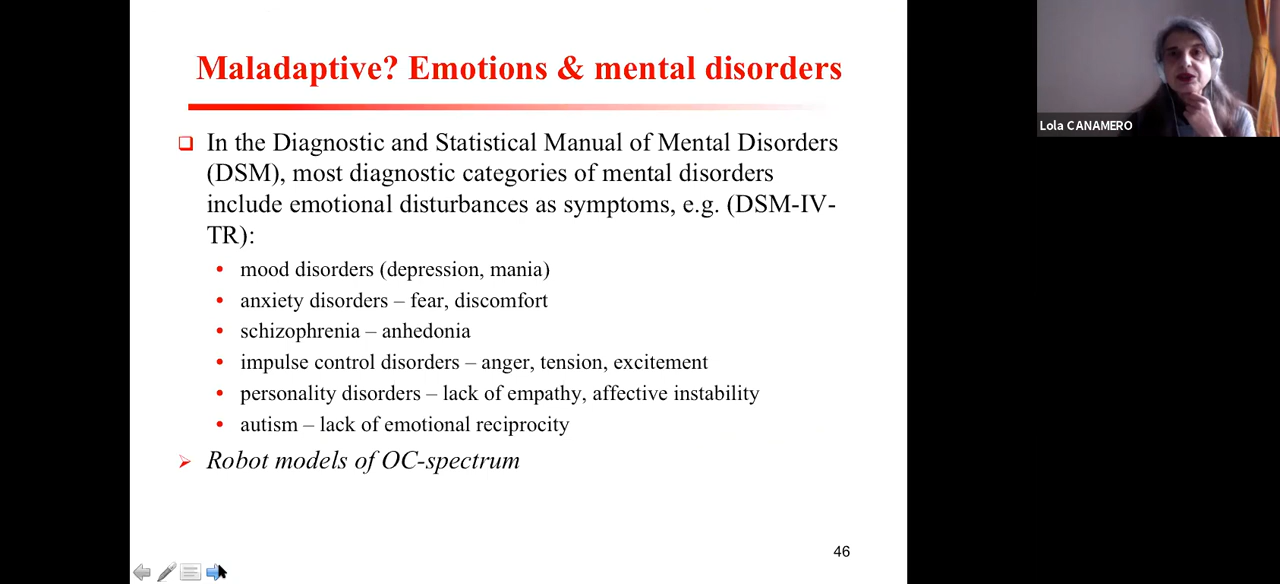 Maladaptive? Emotions & mental disorders
In the Diagnostic and Statistical Manual of Mental Disorders
(DSM), most diagnostic categories of mental disorders
include emotional disturbances as symptoms, e.g. (DSM-IV-
TR):
• mood disorders (depression, mania)
• anxiety disorders – fear, discomfort
• schizophrenia – anhedonia
• impulse control disorders – anger, tension, excitement
• personality disorders – lack of empathy, affective instability
• autism – lack of emotional reciprocity
Robot models of OC-spectrum
46
Lola CANAMERO